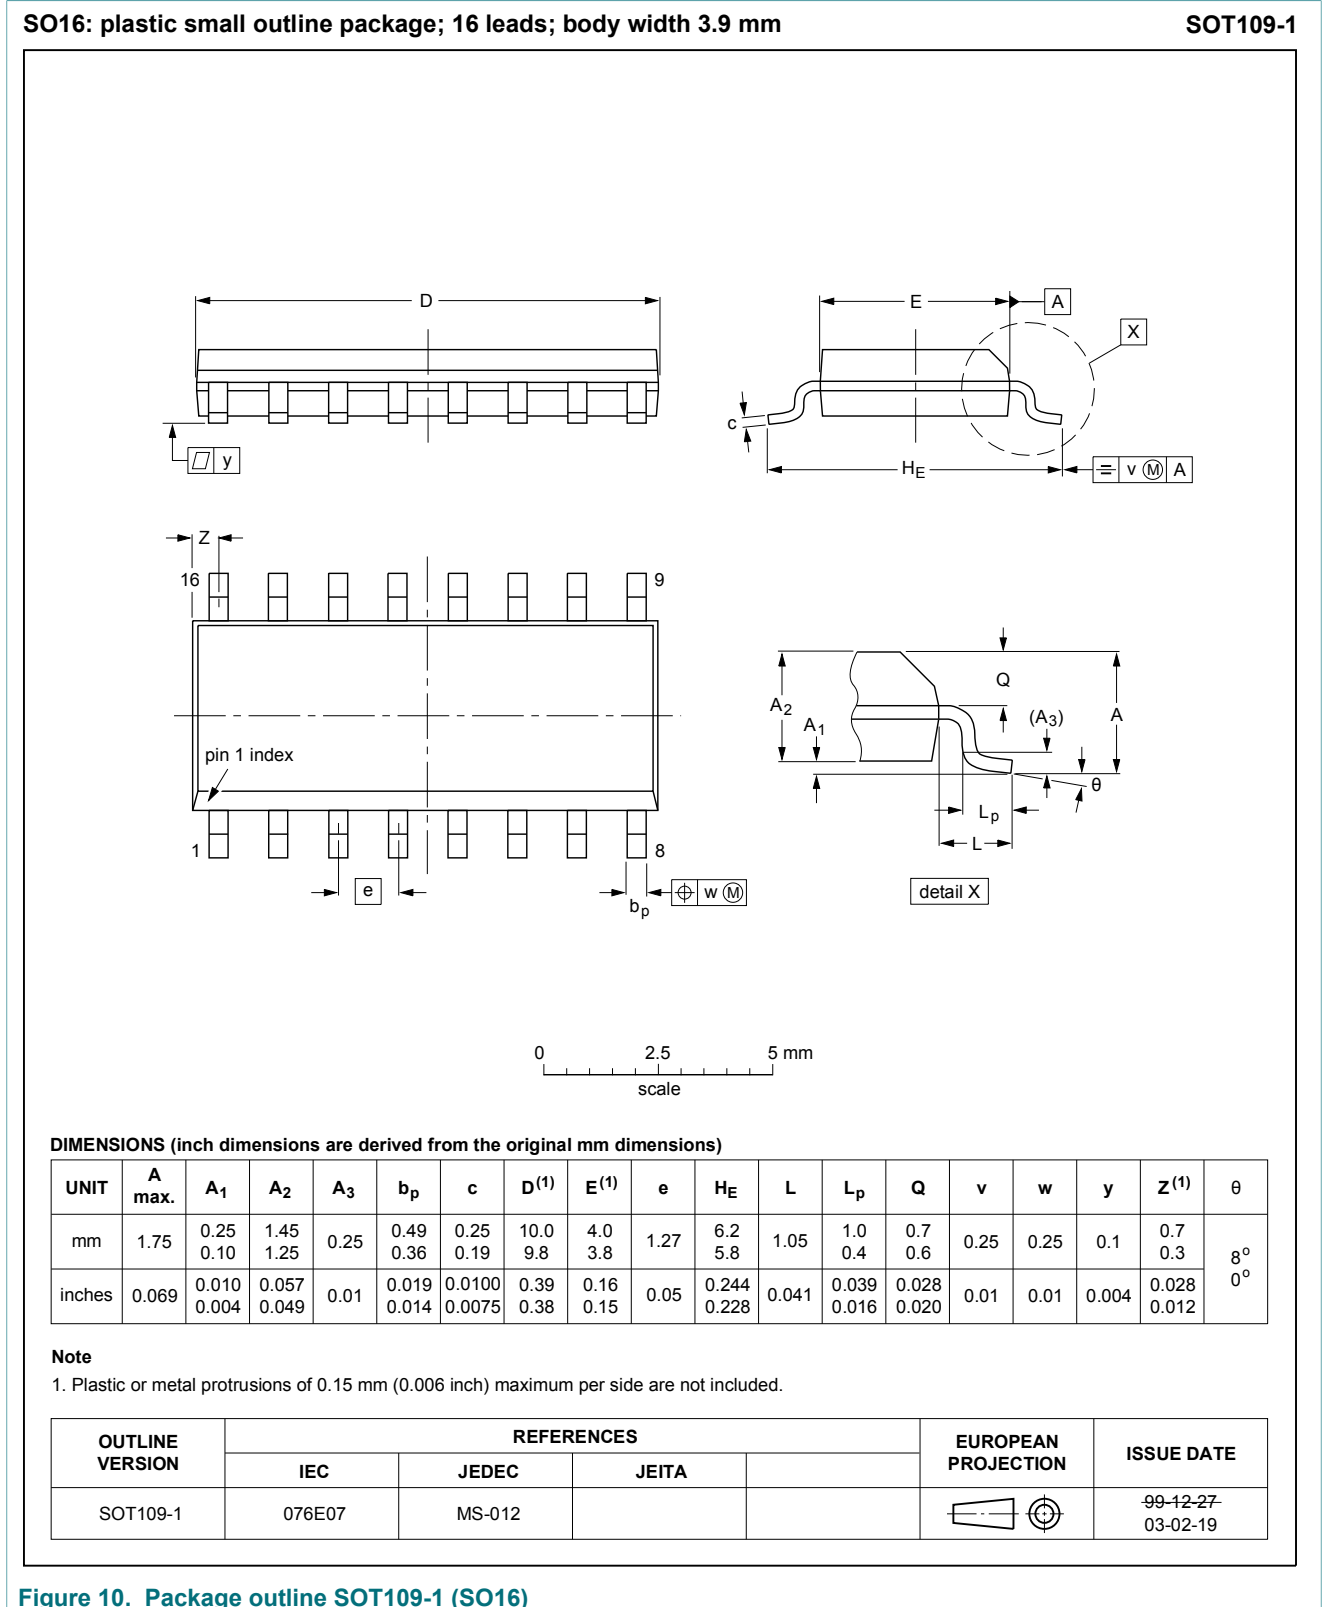 SO16: plastic small outline package; 16 leads; body width 3.9 mm SOT109-1
D
E
A
X
y
c
HE
v M A
Z
16
9
pin 1 index
1
8
e
bp
w M
A2
A1
Q
(A3)
A
θ
Lp
L
detail X
0 2.5 5 mm
scale
DIMENSIONS (inch dimensions are derived from the original mm dimensions)
UNIT A max. A1 A2 A3 bp c D(1) E(1) e HE L Lp Q v w y Z(1) θ
mm 1.75 0.25 0.10 1.45 1.25 0.25 0.49 0.36 0.25 0.19 10.0 9.8 4.0 3.8 1.27 6.2 5.8 1.05 1.0 0.4 0.7 0.6 0.25 0.25 0.1 0.7 0.3 8° 0°
inches 0.069 0.010 0.004 0.057 0.049 0.01 0.019 0.014 0.0100 0.0075 0.39 0.38 0.16 0.15 0.05 0.244 0.228 0.041 0.039 0.016 0.028 0.020 0.01 0.01 0.004 0.028 0.012
Note
1. Plastic or metal protrusions of 0.15 mm (0.006 inch) maximum per side are not included.
OUTLINE VERSION REFERENCES EUROPEAN PROJECTION ISSUE DATE
IEC JEDEC JEITA
SOT109-1 076E07 MS-012 99-12-27
03-02-19
Figure 10. Package outline SOT109-1 (SO16)